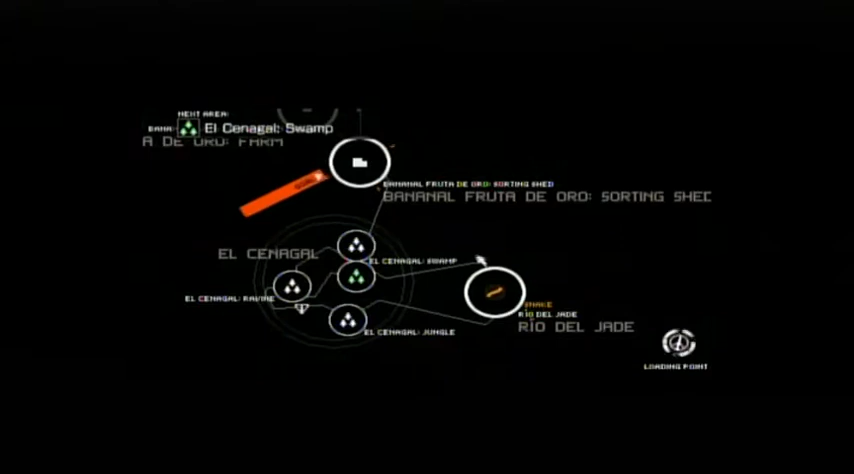 NEXT AREA:
BANA
El Cenagal: Swamp
A DE ORO: FARM
BANANAL FRUTA DE ORO: SORTING SHED
BANANAL FRUTA DE ORO: SORTING SHED
EL CENAGAL
EL CENAGAL: SWAMP
EL CENAGAL: RAVINE
SNAKE
RÍO DEL JADE
RÍO DEL JADE
EL CENAGAL: JUNGLE
LOADING POINT